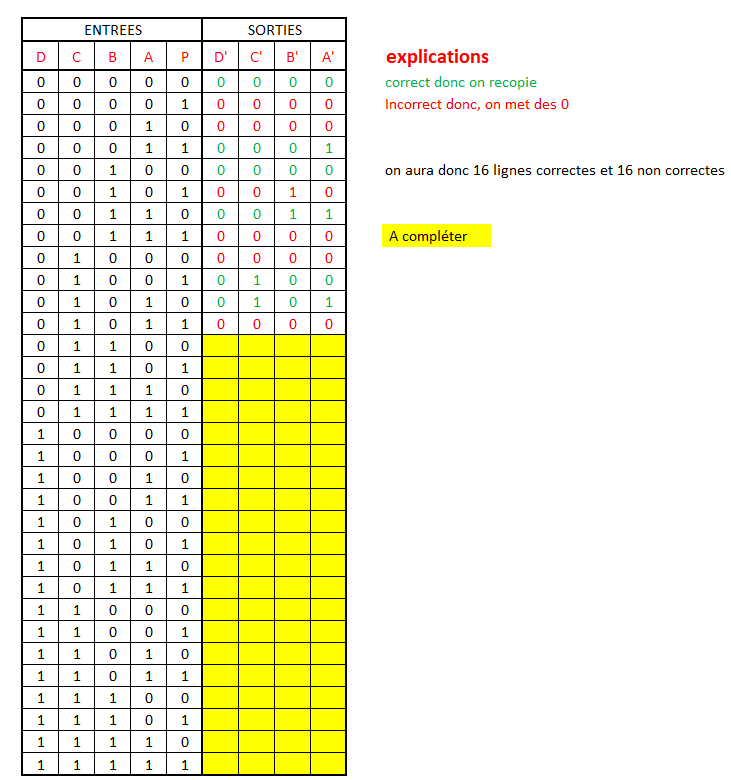 ENTREES SORTIES
D C B A P D' C' B' A' explications
0 0 0 0 0 0 0 0 0 correct donc on recopie
0 0 0 0 1 0 0 0 0 Incorrect donc, on met des 0
0 0 0 1 0 0 0 0 0
0 0 0 1 1 0 0 0 1
0 0 1 0 0 0 0 0 0 on aura donc 16 lignes correctes et 16 non correctes
0 0 1 0 1 0 0 1 0
0 0 1 1 0 0 0 1 1
0 0 1 1 1 0 0 0 0 A compléter
0 1 0 0 0 0 0 0 0
0 1 0 0 1 0 1 0 0
0 1 0 1 0 0 1 0 1
0 1 0 1 1 0 0 0 0
0 1 1 0 0
0 1 1 0 1
0 1 1 1 0
0 1 1 1 1
1 0 0 0 0
1 0 0 0 1
1 0 0 1 0
1 0 0 1 1
1 0 1 0 0
1 0 1 0 1
1 0 1 1 0
1 0 1 1 1
1 1 0 0 0
1 1 0 0 1
1 1 0 1 0
1 1 0 1 1
1 1 1 0 0
1 1 1 0 1
1 1 1 1 0
1 1 1 1 1